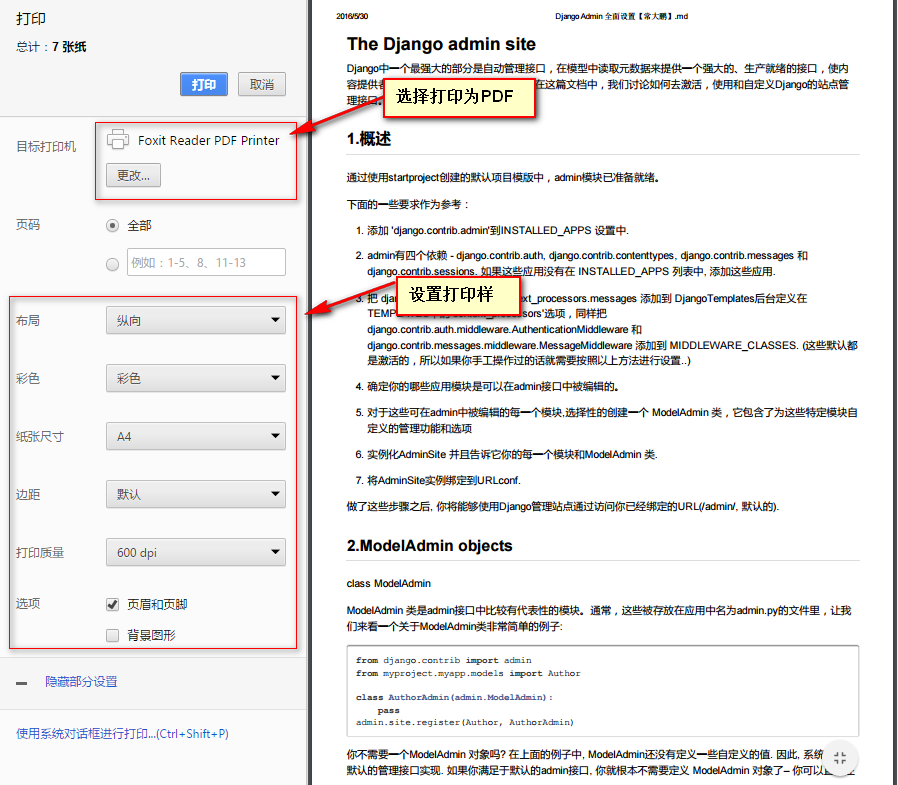 打印
总计：7 张纸
打印
取消
目标打印机
Foxit Reader PDF Printer
更改...
页码
全部
例如：1-5、8、11-13
布局
纵向
彩色
彩色
纸张尺寸
A4
边距
默认
打印质量
600 dpi
选项
页眉和页脚
背景图形
隐藏部分设置
使用系统对话框进行打印...(Ctrl+Shift+P)
选择打印为PDF
设置打印样
2016/5/30
Django Admin 全面设置【常大鹏】.md
The Django admin site
Django中一个最强大的部分是自动管理接口，在模型中读取元数据来提供一个强大的、生产就绪的接口，使内
容提供者
在这篇文档中，我们讨论如何去激活，使用和自定义Django的站点管
理接口。
1.概述
通过使用startproject创建的默认项目模版中，admin模块已准备就绪。
下面的一些要求作为参考：
1. 添加 'django.contrib.admin'到INSTALLED_APPS 设置中.
2. admin有四个依赖 - django.contrib.auth, django.contrib.contenttypes, django.contrib.messages 和
django.contrib.sessions. 如果这些应用没有在 INSTALLED_APPS 列表中, 添加这些应用.
3. 把
ext_processors.messages 添加到 DjangoTemplates后台定义在
'选项，同样把
django.contrib.auth.middleware.AuthenticationMiddleware 和
django.contrib.messages.middleware.MessageMiddleware 添加到 MIDDLEWARE_CLASSES. (这些默认都
是激活的，所以如果你手工操作过的话就需要按照以上方法进行设置..)
4. 确定你的哪些应用模块是可以在admin接口中被编辑的。
5. 对于这些可在admin中被编辑的每一个模块,选择性的创建一个 ModelAdmin 类，它包含了为这些特定模块自
定义的管理功能和选项
6. 实例化AdminSite 并且告诉它你的每一个模块和ModelAdmin 类.
7. 将AdminSite实例绑定到URLconf.
做了这些步骤之后, 你将能够使用Django管理站点通过访问你已经绑定的URL(/admin/, 默认的).
2.ModelAdmin objects
class ModelAdmin
ModelAdmin 类是admin接口中比较有代表性的模块。通常，这些被存放在应用中名为admin.py的文件里，让我
们来看一个关于ModelAdmin类非常简单的例子:
from django.contrib import admin
from myproject.myapp.models import Author
class AuthorAdmin(admin.ModelAdmin):
pass
admin.site.register(Author, AuthorAdmin)
你不需要一个ModelAdmin 对象吗? 在上面的例子中, ModelAdmin还没有定义一些自定义的值. 因此, 系统
默认的管理接口实现. 如果你满足于默认的admin接口, 你就根本不需要定义 ModelAdmin 对象了– 你可以